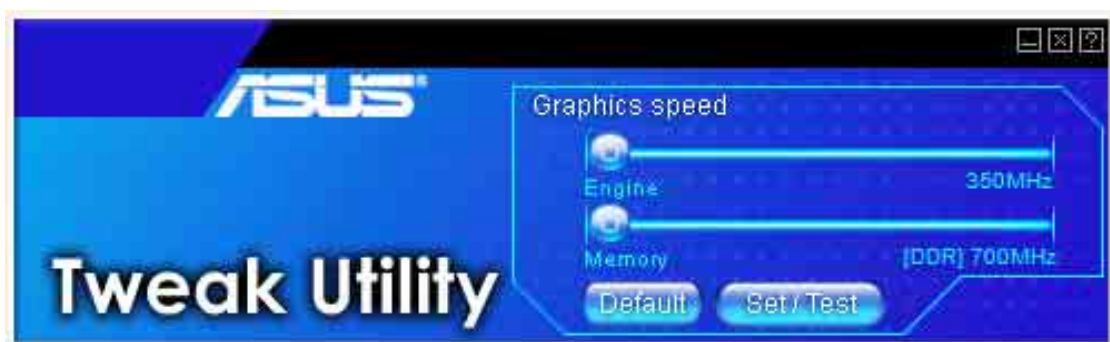 ASUS
Tweak Utility
Graphics speed
Engine
350MHz
Memory
[DDR] 700MHz
Default
Set / Test